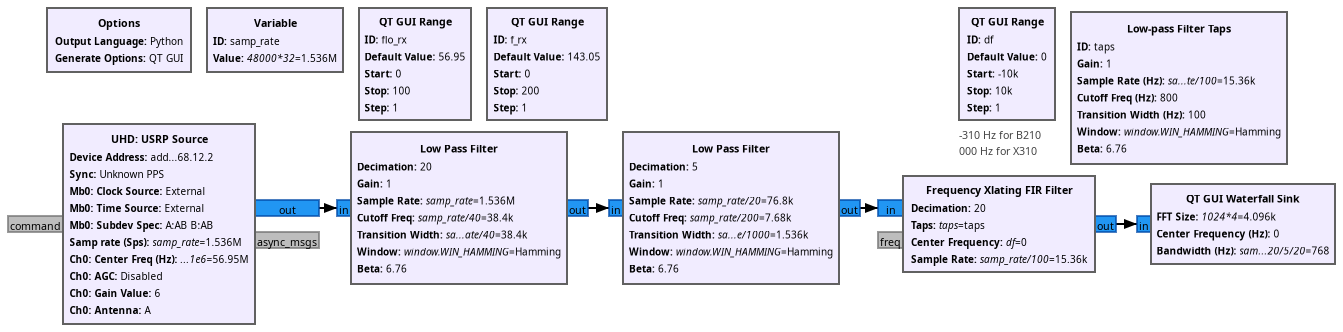 Options
Output Language: Python
Generate Options: QT GUI
Variable
ID: samp_rate
Value: 48000*32=1.536M
QT GUI Range
ID: flo_rx
Default Value: 56.95
Start: 0
Stop: 100
Step: 1
QT GUI Range
ID: f_rx
Default Value: 143.05
Start: 0
Stop: 200
Step: 1
QT GUI Range
ID: df
Default Value: 0
Start: -10k
Stop: 10k
Step: 1
-310 Hz for B210
000 Hz for X310
Low-pass Filter Taps
ID: taps
Gain: 1
Sample Rate (Hz): sa...te/100=15.36k
Cutoff Freq (Hz): 800
Transition Width (Hz): 100
Window: window.WIN_HAMMING=Hamming
Beta: 6.76
command
UHD: USRP Source
Device Address: add...68.12.2
Sync: Unknown PPS
Mb0: Clock Source: External
Mb0: Time Source: External
Mb0: Subdev Spec: A:AB B:AB
Samp rate (Sps): samp_rate=1.536M
Ch0: Center Freq (Hz): ...1e6=56.95M
Ch0: AGC: Disabled
Ch0: Gain Value: 6
Ch0: Antenna: A
out
async_msgs
in
Low Pass Filter
Decimation: 20
Gain: 1
Sample Rate: samp_rate=1.536M
Cutoff Freq: samp_rate/40=38.4k
Transition Width: sa...ate/40=38.4k
Window: window.WIN_HAMMING=Hamming
Beta: 6.76
out
in
Low Pass Filter
Decimation: 5
Gain: 1
Sample Rate: samp_rate/20=76.8k
Cutoff Freq: samp_rate/200=7.68k
Transition Width: sa...e/1000=1.536k
Window: window.WIN_HAMMING=Hamming
Beta: 6.76
out
in
freq
Frequency Xlating FIR Filter
Decimation: 20
Taps: taps=taps
Center Frequency: df=0
Sample Rate: samp_rate/100=15.36k
out
in
QT GUI Waterfall Sink
FFT Size: 1024*4=4.096k
Center Frequency (Hz): 0
Bandwidth (Hz): sam...20/5/20=768